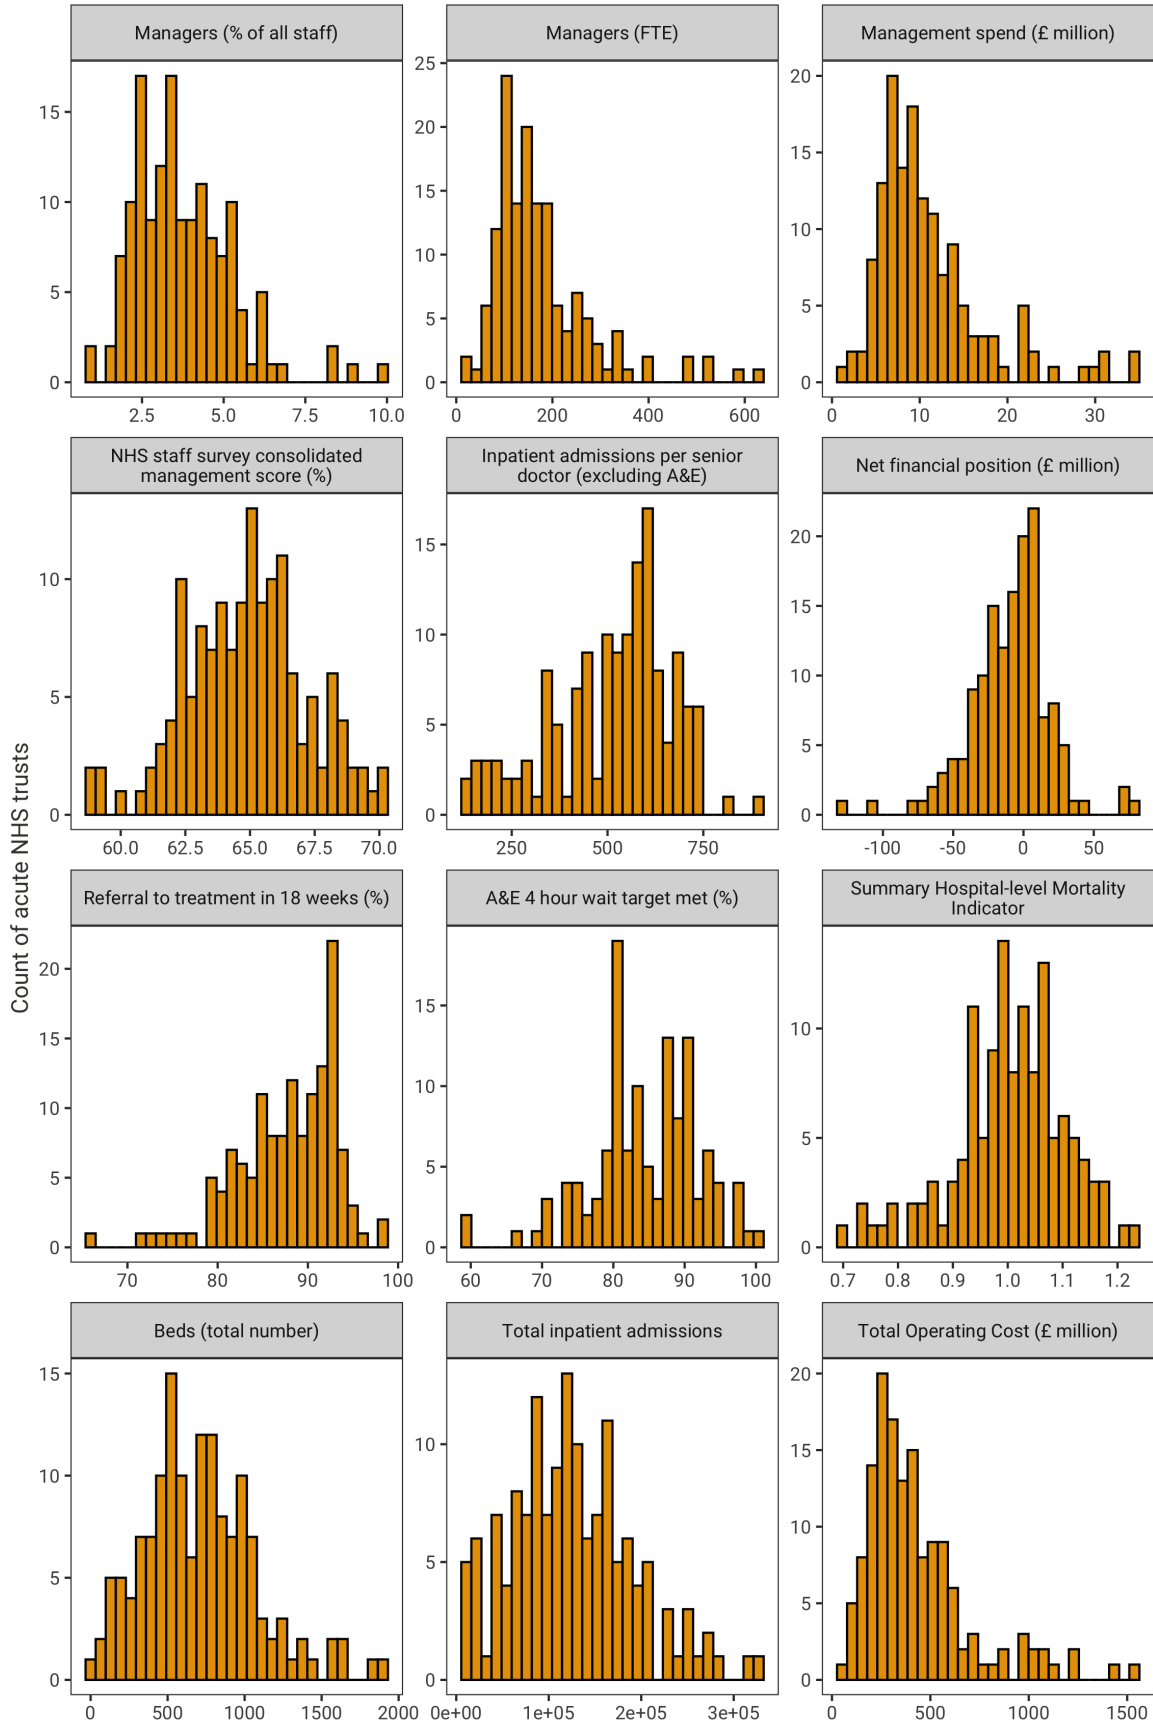 Count of acute NHS trusts
Managers (% of all staff)
15
10
5
0
2.5 5.0 7.5 10.0
Managers (FTE)
25
20
15
10
5
0
0 200 400 600
Management spend (£ million)
20
15
10
5
0
0 10 20 30
NHS staff survey consolidated
management score (%)
10
5
0
60.0 62.5 65.0 67.5 70.0
Inpatient admissions per senior
doctor (excluding A&E)
15
10
5
0
250 500 750
Net financial position (£ million)
20
15
10
5
0
-100 -50 0 50
Referral to treatment in 18 weeks (%)
20
15
10
5
0
70 80 90 100
A&E 4 hour wait target met (%)
15
10
5
0
60 70 80 90 100
Summary Hospital-level Mortality
Indicator
10
5
0
0.7 0.8 0.9 1.0 1.1 1.2
Beds (total number)
15
10
5
0
0 500 1000 1500 2000
Total inpatient admissions
10
5
0
0e+00 1e+05 2e+05 3e+05
Total Operating Cost (£ million)
20
15
10
5
0
0 500 1000 1500